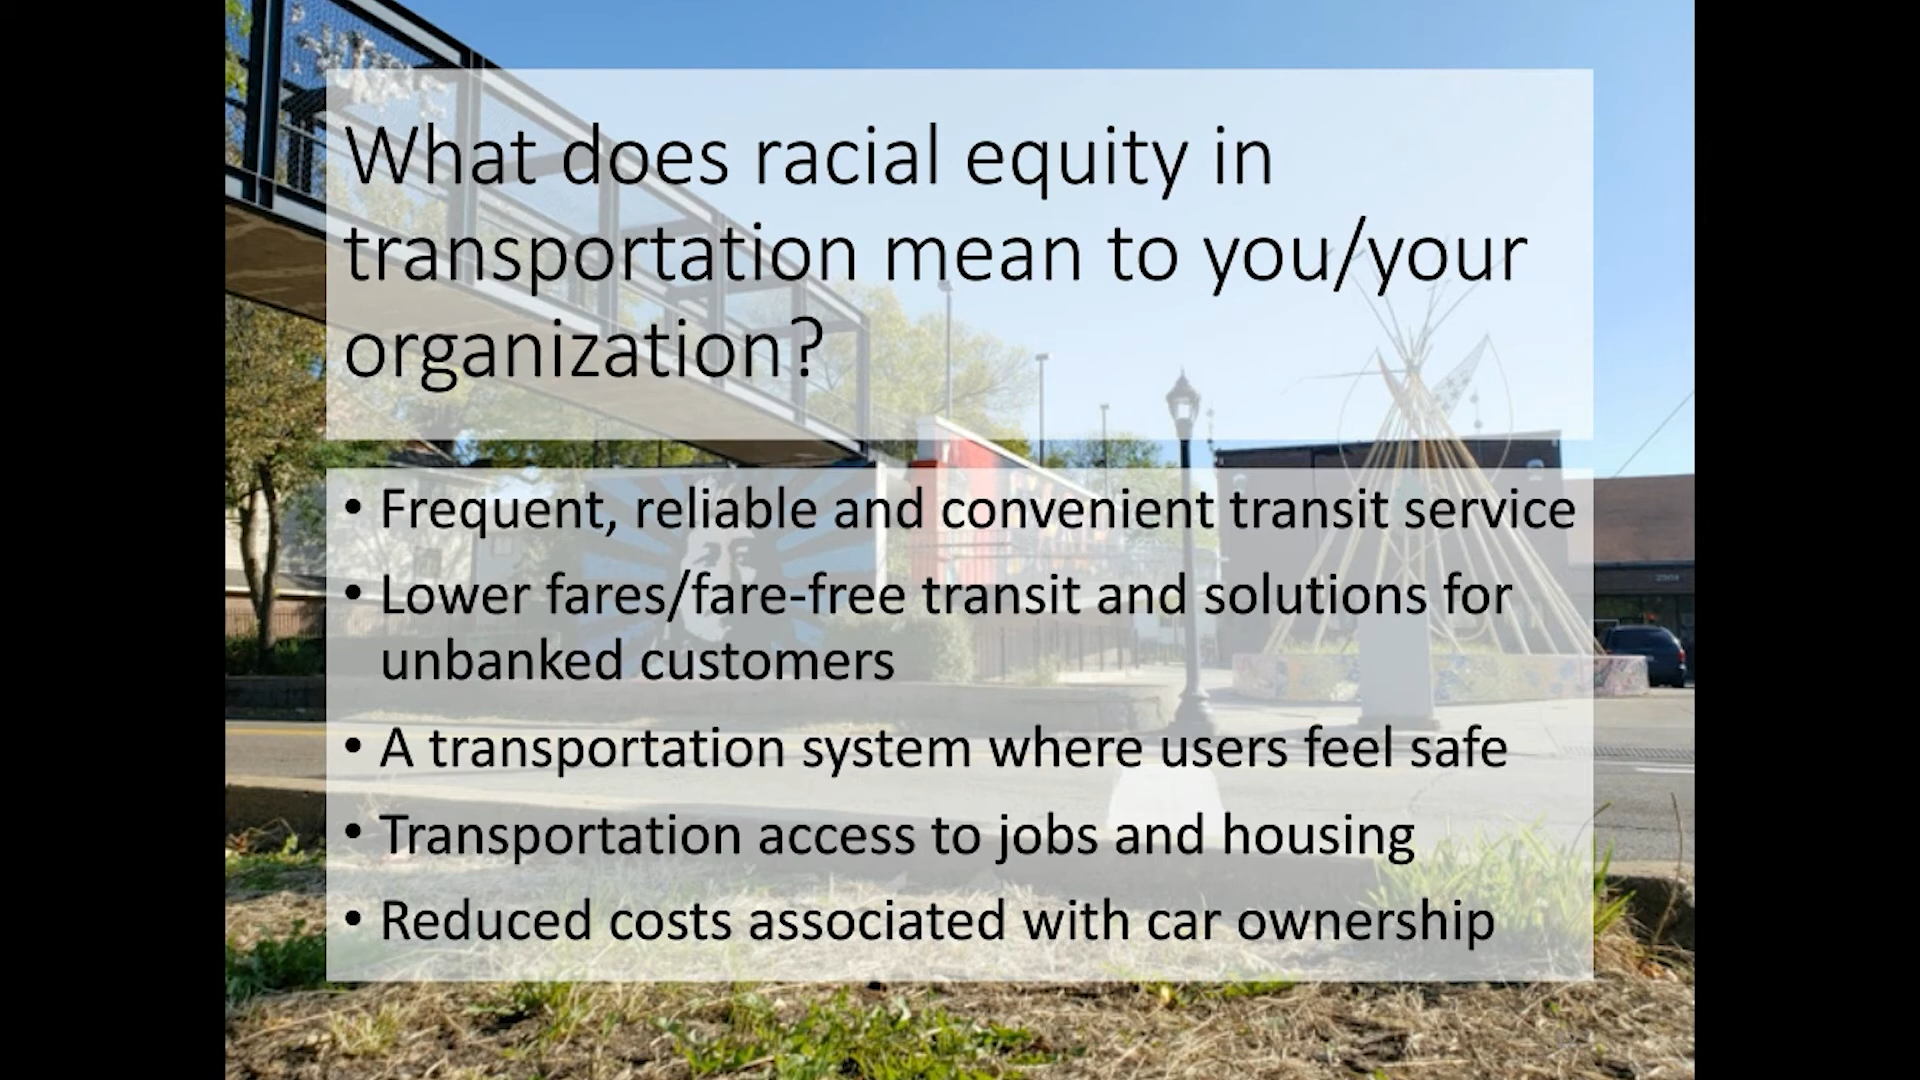 What does racial equity in
transportation mean to you/your
organization?
• Frequent, reliable and convenient transit service
• Lower fares/fare-free transit and solutions for
unbanked customers
• A transportation system where users feel safe
• Transportation access to jobs and housing
• Reduced costs associated with car ownership